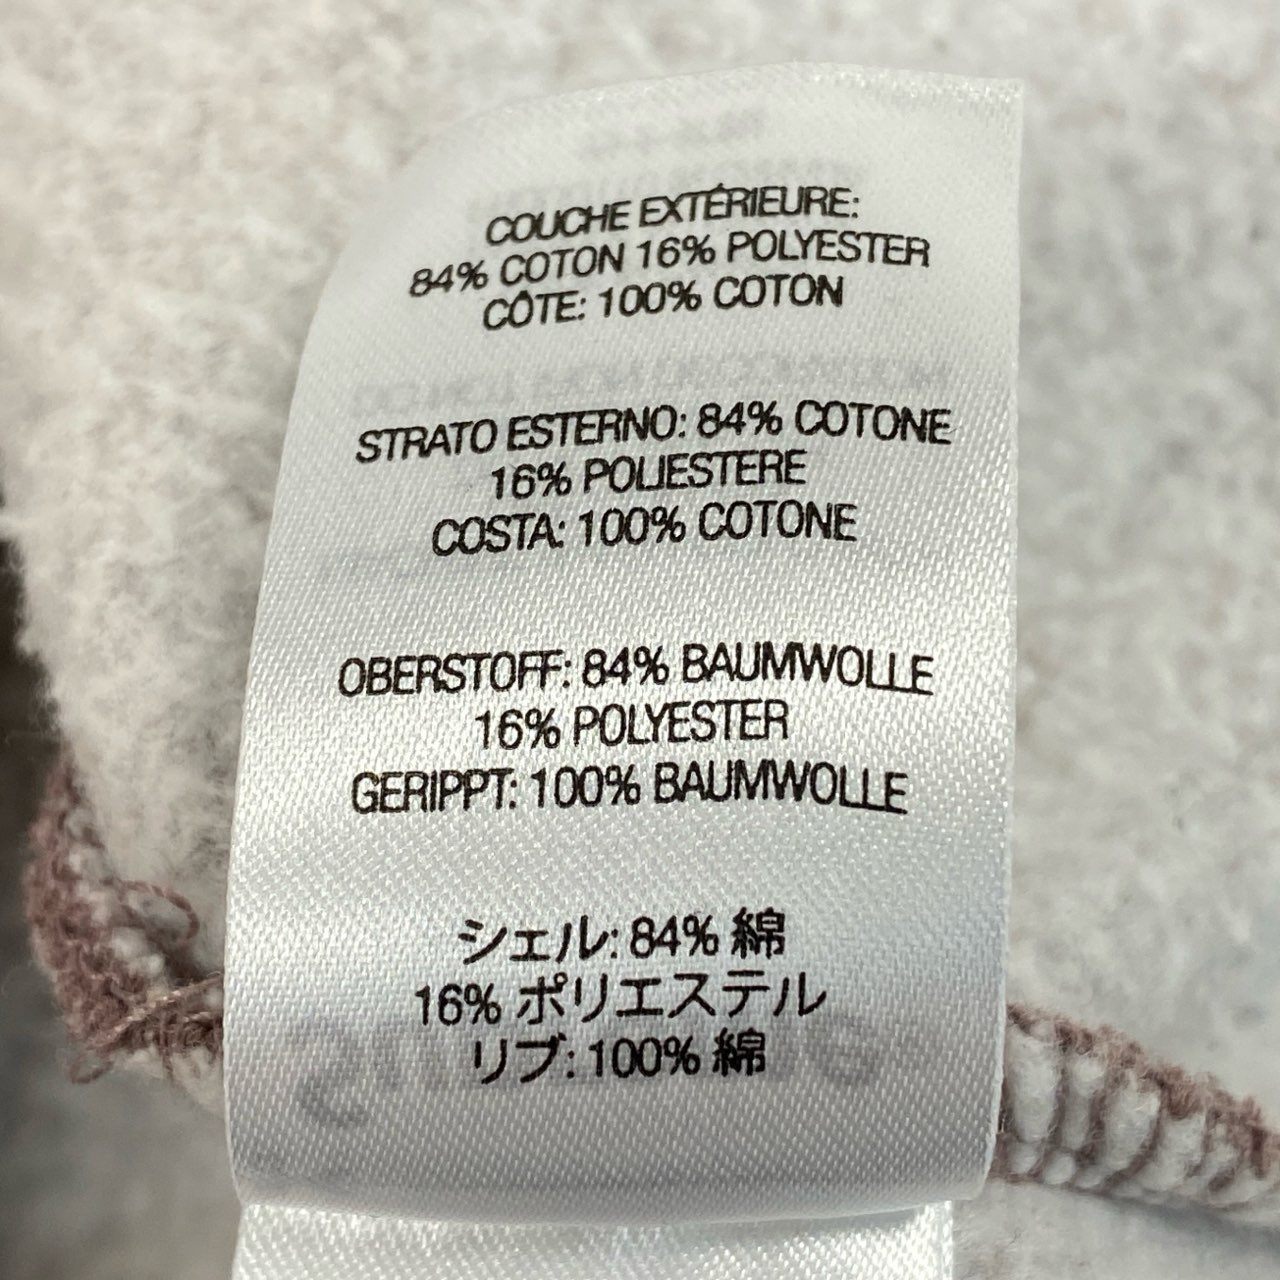 COUCHE EXTÉRIEURE:
84% COTON 16% POLYESTER
CÔTE: 100% COTON
STRATO ESTERNO: 84% COTONE
16% POLIESTERE
COSTA: 100% COTONE
OBERSTOFF: 84% BAUMWOLLE
16% POLYESTER
GERIPPT: 100% BAUMWOLLE
シェル: 84% 綿
16% ポリエステル
リブ: 100% 綿